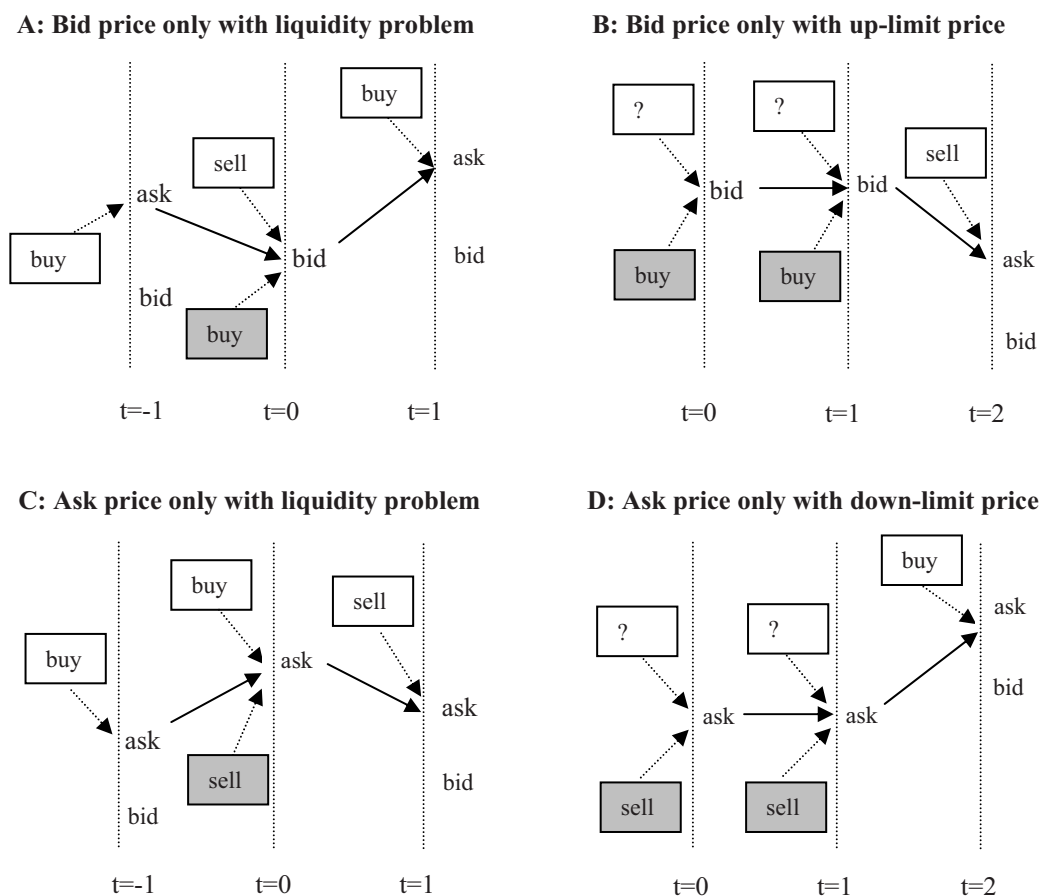 A: Bid price only with liquidity problem
buy
sell
ask
ask
buy
bid
bid
bid
buy
t=-1
t=0
t=1
B: Bid price only with up-limit price
?
?
sell
bid
bid
buy
buy
ask
bid
t=0
t=1
t=2
C: Ask price only with liquidity problem
buy
sell
buy
ask
ask
ask
sell
bid
bid
t=-1
t=0
t=1
D: Ask price only with down-limit price
buy
?
?
ask
bid
ask
ask
sell
sell
t=0
t=1
t=2